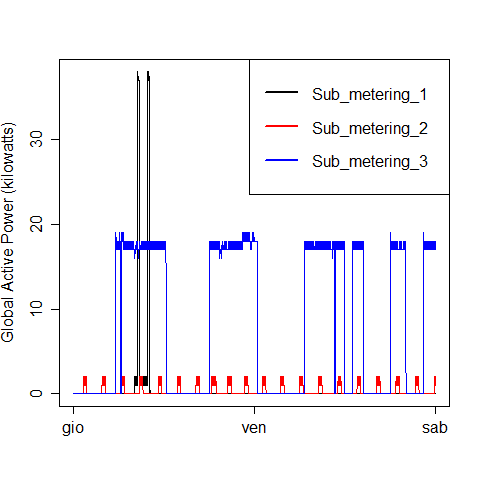 Sub_metering_1
Sub_metering_2
Sub_metering_3
Global Active Power (kilowatts)
30
20
10
0
gio ven sab